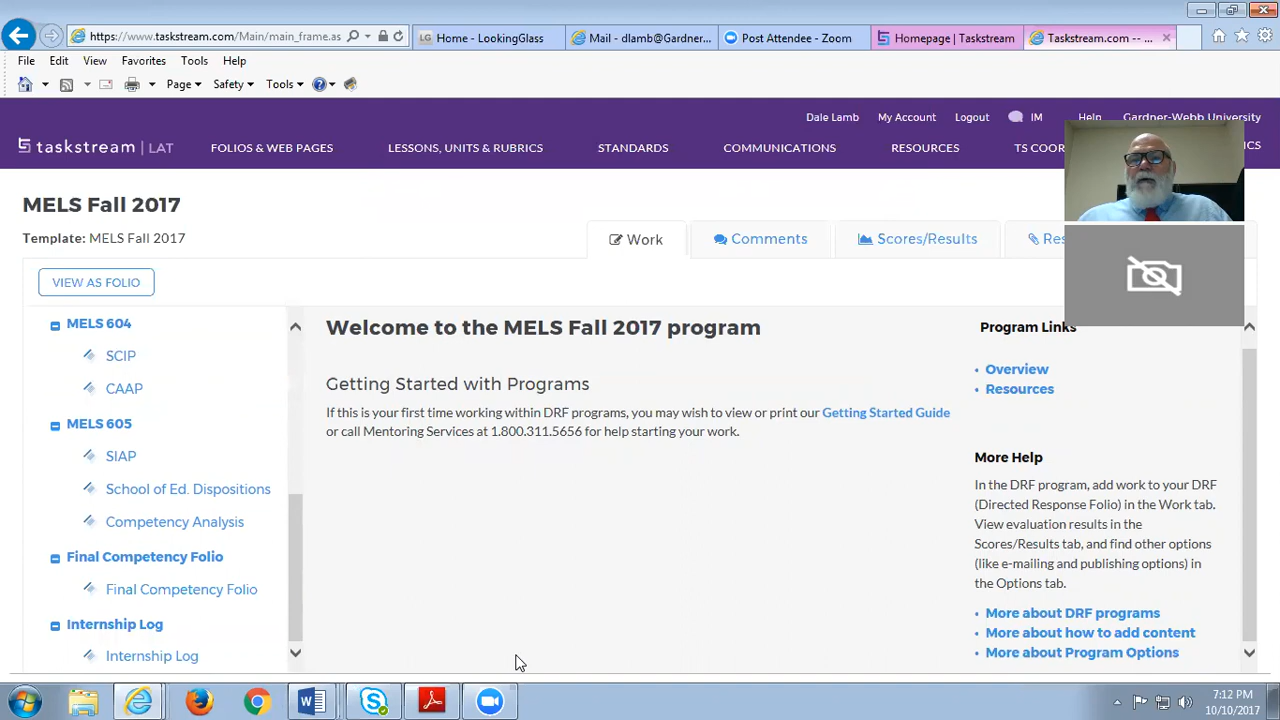 https://www.taskstream.com/Main/main_frame.as
Home - LookingGlass
Mail - dlamb@Gardner...
Post Attendee - Zoom
Homepage | Taskstream
Taskstream.com -- ...
File Edit View Favorites Tools Help
Page Safety Tools
Dale Lamb My Account Logout IM Help Gardner-Webb University
taskstream | LAT FOLIOS & WEB PAGES LESSONS, UNITS & RUBRICS STANDARDS COMMUNICATIONS RESOURCES TS COOR
MELS Fall 2017
Template: MELS Fall 2017
Work Comments Scores/Results Res
VIEW AS FOLIO
MELS 604
SCIP
CAAP
MELS 605
SIAP
School of Ed. Dispositions
Competency Analysis
Final Competency Folio
Final Competency Folio
Internship Log
Internship Log
Welcome to the MELS Fall 2017 program
Getting Started with Programs
If this is your first time working within DRF programs, you may wish to view or print our Getting Started Guide
or call Mentoring Services at 1.800.311.5656 for help starting your work.
Program Links
• Overview
• Resources
More Help
In the DRF program, add work to your DRF
(Directed Response Folio) in the Work tab.
View evaluation results in the
Scores/Results tab, and find other options
(like e-mailing and publishing options) in
the Options tab.
• More about DRF programs
• More about how to add content
• More about Program Options
7:12 PM
10/10/2017